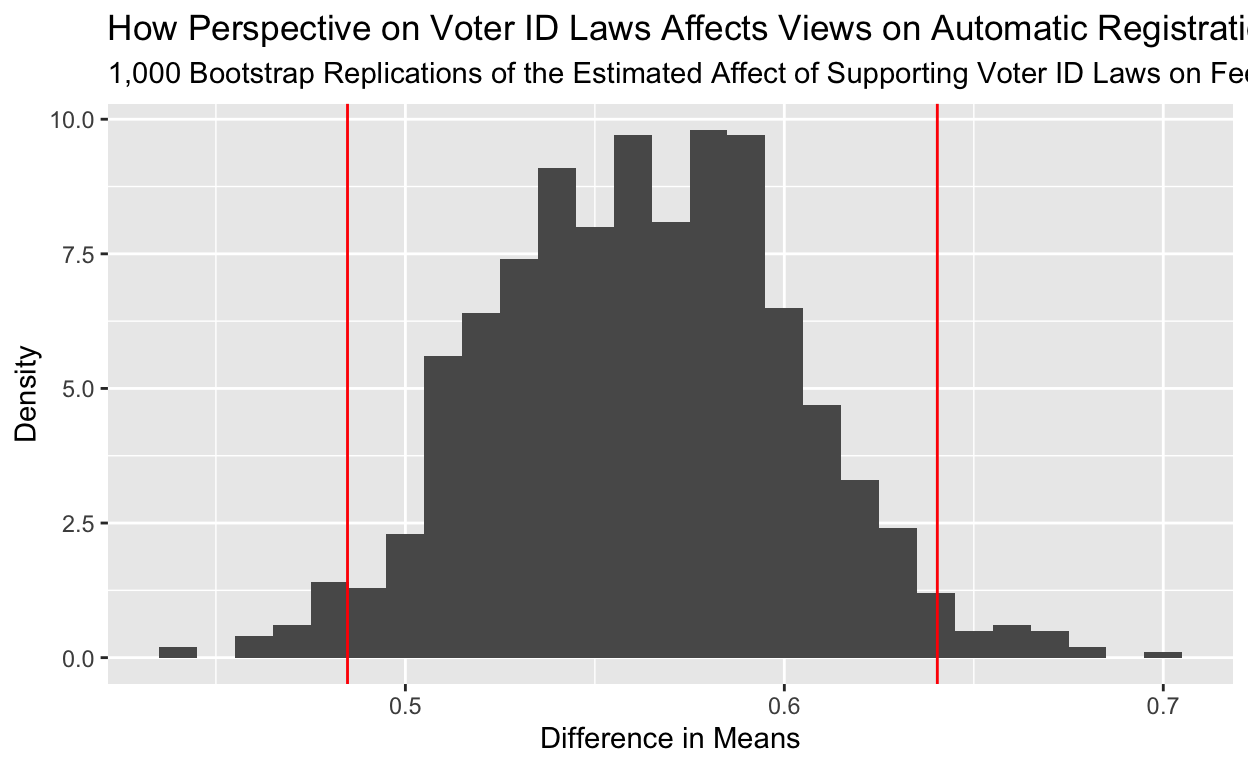 How Perspective on Voter ID Laws Affects Views on Automatic
1,000 Bootstrap Replications of the Estimated Affect of Supporting Voter ID Laws on
10.0
7.5
5.0
2.5
0.0
Density
0.5 0.6 0.7
Difference in Means